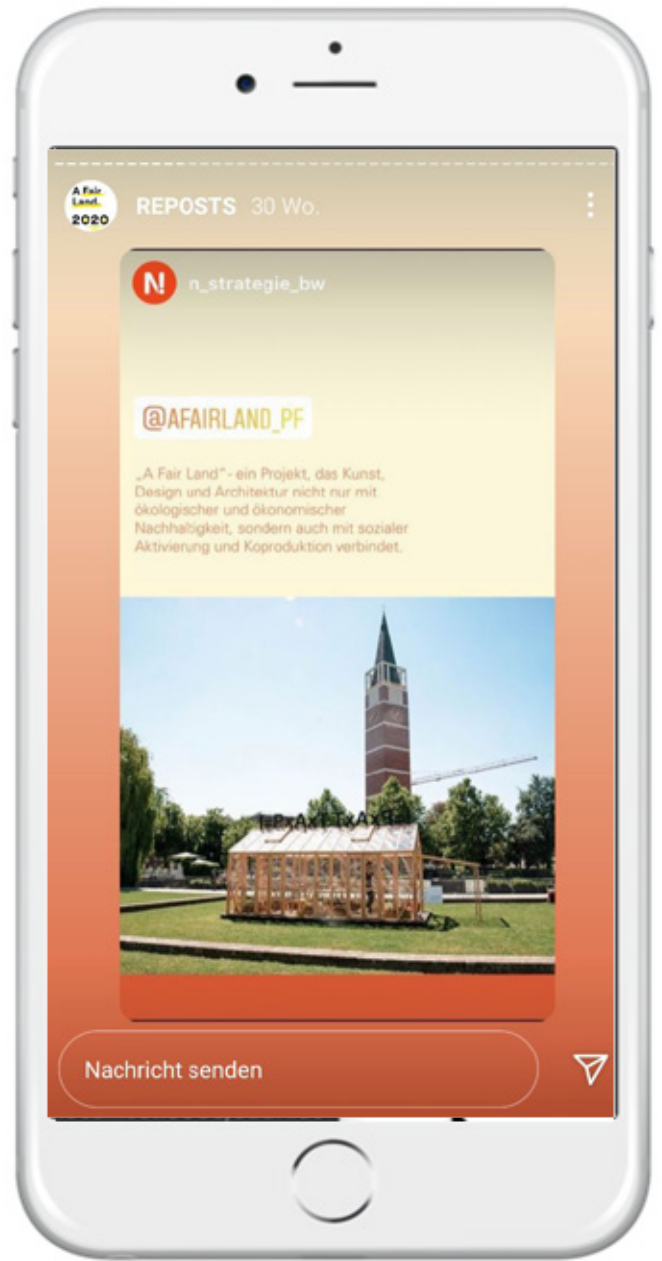 A Fair
Land.
2020
REPOSTS 30 Wo.
N!
n_strategie_bw
@AFAIRLAND_PF
„A Fair Land“- ein Projekt, das Kunst,
Design und Architektur nicht nur mit
ökologischer und ökonomischer
Nachhaltigkeit, sondern auch mit sozialer
Aktivierung und Koproduktion verbindet.
Nachricht senden